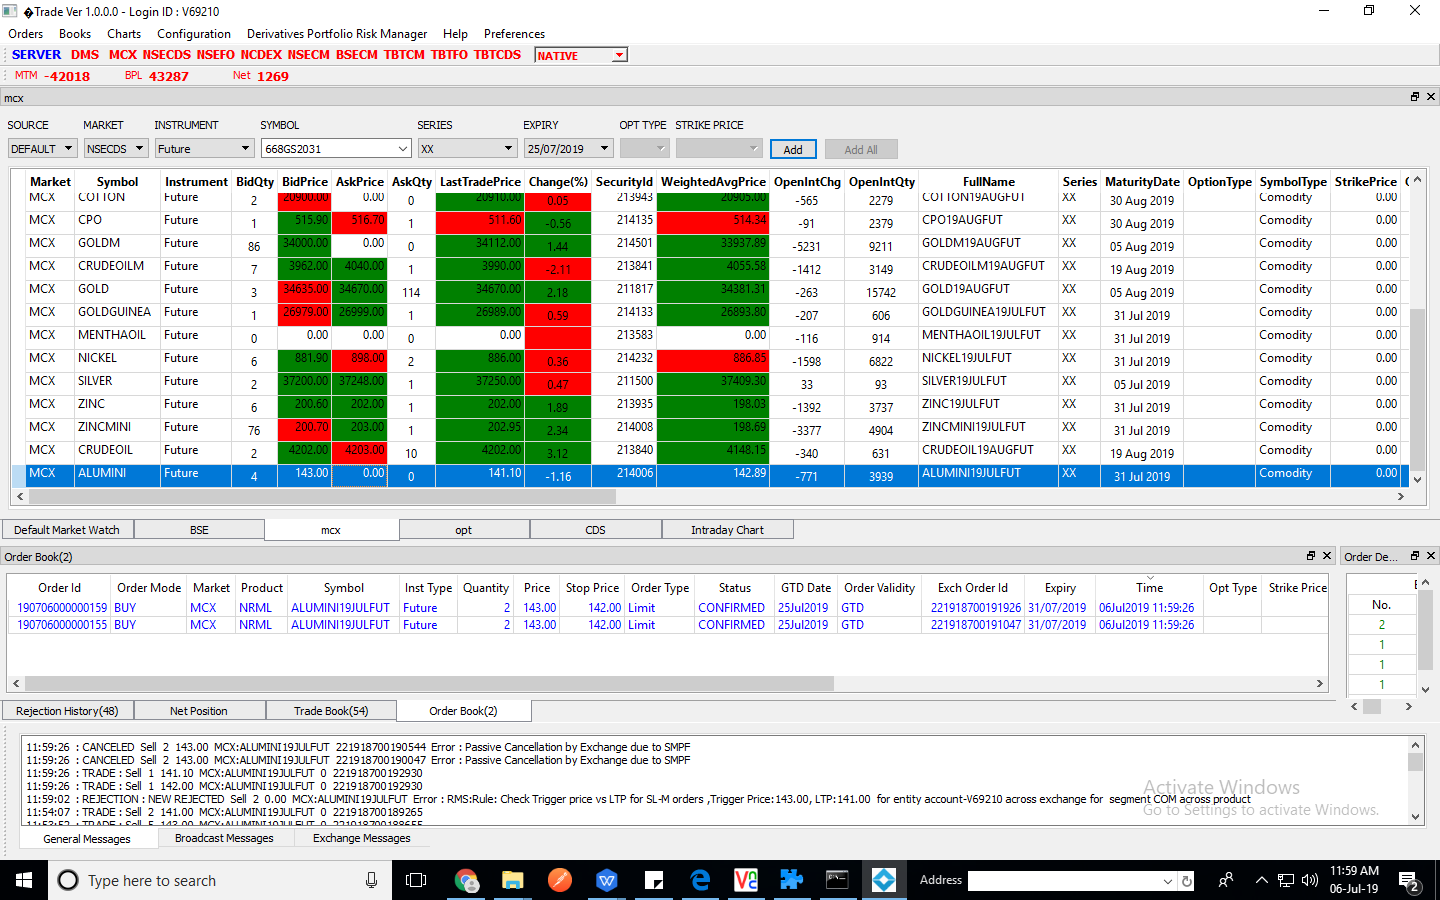 �Trade Ver 1.0.0.0 - Login ID : V69210
Orders Books Charts Configuration Derivatives Portfolio Risk Manager Help Preferences
SERVER DMS MCX NSECDS NSEFO NCDEX NSECM BSECM TBTCM TBTFO TBTCDS NATIVE
MTM -42018 BPL 43287 Net 1269
mcx
SOURCE MARKET INSTRUMENT SYMBOL SERIES EXPIRY OPT TYPE STRIKE PRICE
DEFAULT NSECDS Future 668GS2031 XX 25/07/2019 Add Add All
Market Symbol Instrument BidQty BidPrice AskPrice AskQty LastTradePrice Change(%) SecurityId WeightedAvgPrice OpenIntChg OpenIntQty FullName Series MaturityDate OptionType SymbolType StrikePrice
MCX COTTON Future 2 20900.00 0.00 0 20910.00 0.05 213943 20905.00 -565 2279 COTTON19AUGFUT XX 30 Aug 2019 Comodity 0.00
MCX CPO Future 1 515.90 516.70 1 511.60 -0.56 214135 514.34 -91 2379 CPO19AUGFUT XX 30 Aug 2019 Comodity 0.00
MCX GOLDM Future 86 34000.00 0.00 0 34112.00 1.44 214501 33937.89 -5231 9211 GOLDM19AUGFUT XX 05 Aug 2019 Comodity 0.00
MCX CRUDEOILM Future 7 3962.00 4040.00 1 3990.00 -2.11 213841 4055.58 -1412 3149 CRUDEOILM19AUGFUT XX 19 Aug 2019 Comodity 0.00
MCX GOLD Future 3 34635.00 34670.00 114 34670.00 2.18 211817 34381.31 -263 15742 GOLD19AUGFUT XX 05 Aug 2019 Comodity 0.00
MCX GOLDGUINEA Future 1 26979.00 26999.00 1 26989.00 0.59 214133 26893.80 -207 606 GOLDGUINEA19JULFUT XX 31 Jul 2019 Comodity 0.00
MCX MENTHAOIL Future 0 0.00 0.00 0 0.00 213583 0.00 -116 914 MENTHAOIL19JULFUT XX 31 Jul 2019 Comodity 0.00
MCX NICKEL Future 6 881.90 898.00 2 886.00 0.36 214232 886.85 -1598 6822 NICKEL19JULFUT XX 31 Jul 2019 Comodity 0.00
MCX SILVER Future 2 37200.00 37248.00 1 37250.00 0.47 211500 37409.30 33 93 SILVER19JULFUT XX 05 Jul 2019 Comodity 0.00
MCX ZINC Future 6 200.60 202.00 1 202.00 1.89 213935 198.03 -1392 3737 ZINC19JULFUT XX 31 Jul 2019 Comodity 0.00
MCX ZINCMINI Future 76 200.70 203.00 1 202.95 2.34 214008 198.69 -3377 4904 ZINCMINI19JULFUT XX 31 Jul 2019 Comodity 0.00
MCX CRUDEOIL Future 2 4202.00 4203.00 10 4202.00 3.12 213840 4148.15 -340 631 CRUDEOIL19AUGFUT XX 19 Aug 2019 Comodity 0.00
MCX ALUMINI Future 4 143.00 0.00 0 141.10 -1.16 214006 142.89 -771 3939 ALUMINI19JULFUT XX 31 Jul 2019 Comodity 0.00
Default Market Watch BSE mcx opt CDS Intraday Chart
Order Book(2) Order De...
Order Id Order Mode Market Product Symbol Inst Type Quantity Price Stop Price Order Type Status GTD Date Order Validity Exch Order Id Expiry Time Opt Type Strike Price
190706000000159 BUY MCX NRML ALUMINI19JULFUT Future 2 143.00 142.00 Limit CONFIRMED 25Jul2019 GTD 221918700191926 31/07/2019 06Jul2019 11:59:26
190706000000155 BUY MCX NRML ALUMINI19JULFUT Future 2 143.00 142.00 Limit CONFIRMED 25Jul2019 GTD 221918700191047 31/07/2019 06Jul2019 11:59:26
No.
2
1
1
1
Rejection History(48) Net Position Trade Book(54) Order Book(2)
11:59:26 : CANCELED Sell 2 143.00 MCX:ALUMINI19JULFUT 221918700190544 Error : Passive Cancellation by Exchange due to SMPF
11:59:26 : CANCELED Sell 2 143.00 MCX:ALUMINI19JULFUT 221918700190047 Error : Passive Cancellation by Exchange due to SMPF
11:59:26 : TRADE : Sell 1 141.10 MCX:ALUMINI19JULFUT 0 221918700192930
11:59:26 : TRADE : Sell 1 142.00 MCX:ALUMINI19JULFUT 0 221918700192930
11:59:02 : REJECTION : NEW REJECTED Sell 2 0.00 MCX:ALUMINI19JULFUT Error : RMS:Rule: Check Trigger price vs LTP for SL-M orders ,Trigger Price:143.00, LTP:141.00 for entity account-V69210 across exchange for segment COM across product
11:54:07 : TRADE : Sell 2 141.00 MCX:ALUMINI19JULFUT 0 221918700189265
11:53:52 : TRADE : Sell 5 143.00 MCX:ALUMINI19JULFUT 0 221918700188655
Activate Windows
Go to Settings to activate Windows.
General Messages Broadcast Messages Exchange Messages
Type here to search Address 11:59 AM
06-Jul-19 2